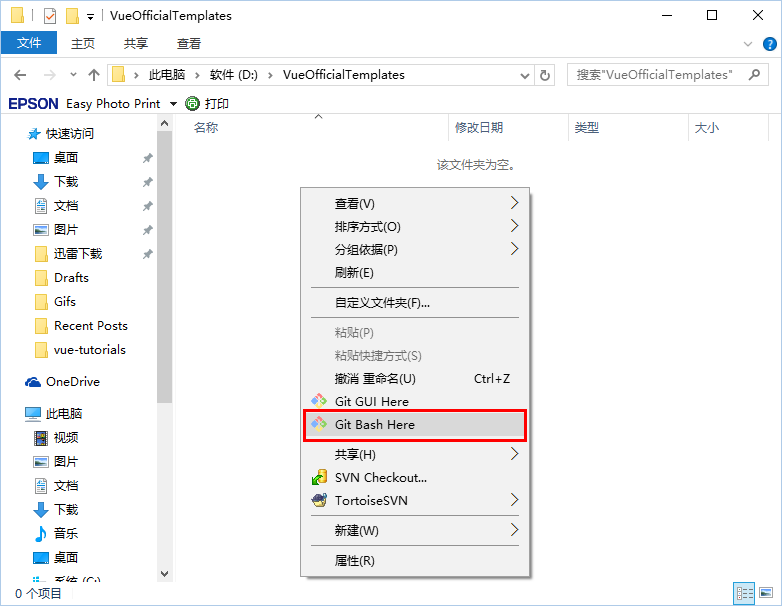 VueOfficialTemplates
文件 主页 共享 查看
此电脑 软件 (D:) VueOfficialTemplates 搜索"VueOfficialTemplates"
EPSON Easy Photo Print 打印
名称 修改日期 类型 大小
该文件夹为空。
快速访问
桌面
下载
文档
图片
迅雷下载
Drafts
Gifs
Recent Posts
vue-tutorials
OneDrive
此电脑
视频
图片
文档
下载
音乐
桌面
系统 (C:)
查看(V)
排序方式(O)
分组依据(P)
刷新(E)
自定义文件夹(F)...
粘贴(P)
粘贴快捷方式(S)
撤消 重命名(U) Ctrl+Z
Git GUI Here
Git Bash Here
共享(H)
SVN Checkout...
TortoiseSVN
新建(W)
属性(R)
0 个项目